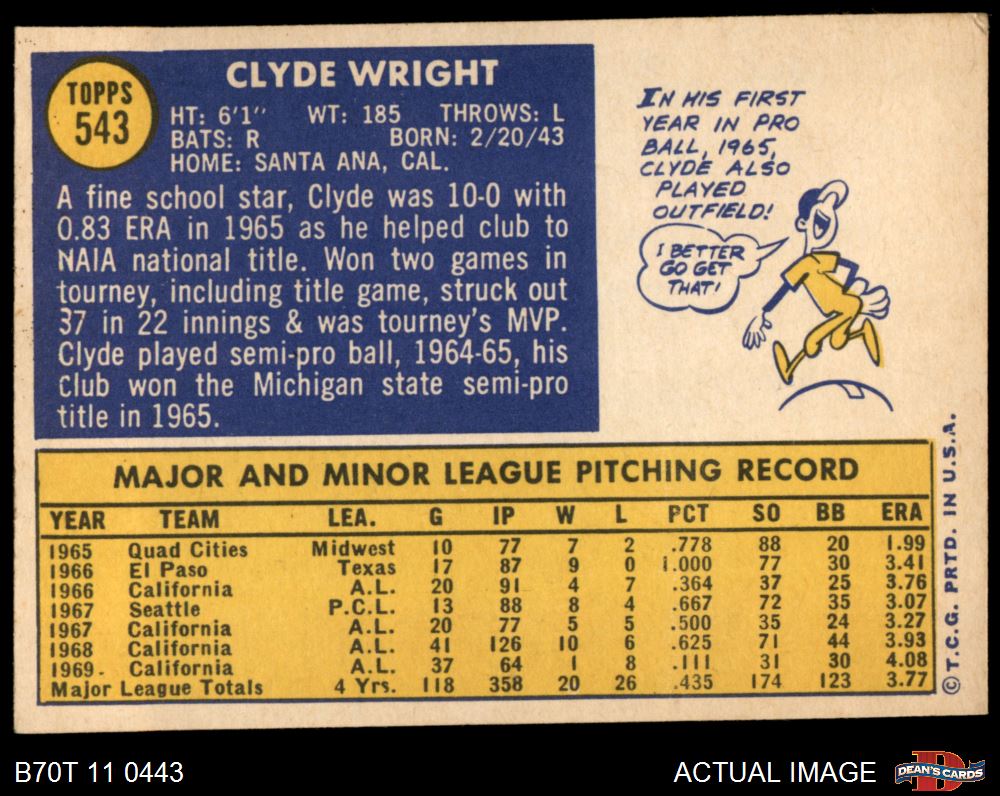 TOPPS
543
CLYDE WRIGHT
HT: 6'1" WT: 185 THROWS: L
BATS: R BORN: 2/20/43
HOME: SANTA ANA, CAL.
A fine school star, Clyde was 10-0 with
0.83 ERA in 1965 as he helped club to
NAIA national title. Won two games in
tourney, including title game, struck out
37 in 22 innings & was tourney's MVP.
Clyde played semi-pro ball, 1964-65, his
club won the Michigan state semi-pro
title in 1965.
IN HIS FIRST
YEAR IN PRO
BALL, 1965,
CLYDE ALSO
PLAYED
OUTFIELD!
I BETTER
GO GET
THAT!
MAJOR AND MINOR LEAGUE PITCHING RECORD
YEAR TEAM LEA. G IP W L PCT SO BB ERA
1965 Quad Cities Midwest 10 77 7 2 .778 88 20 1.99
1966 El Paso Texas 17 87 9 0 1.000 77 30 3.41
1966 California A.L. 20 91 4 7 .364 37 25 3.76
1967 Seattle P.C.L. 13 88 8 4 .667 72 35 3.07
1967 California A.L. 20 77 5 5 .500 35 24 3.27
1968 California A.L. 41 126 10 6 .625 71 44 3.93
1969 California A.L. 37 64 1 8 .111 31 30 4.08
Major League Totals 4 Yrs. 118 358 20 26 .435 174 123 3.77
© T.C.G. PRTD. IN U.S.A.
B70T 11 0443
ACTUAL IMAGE
DEAN'S CARDS